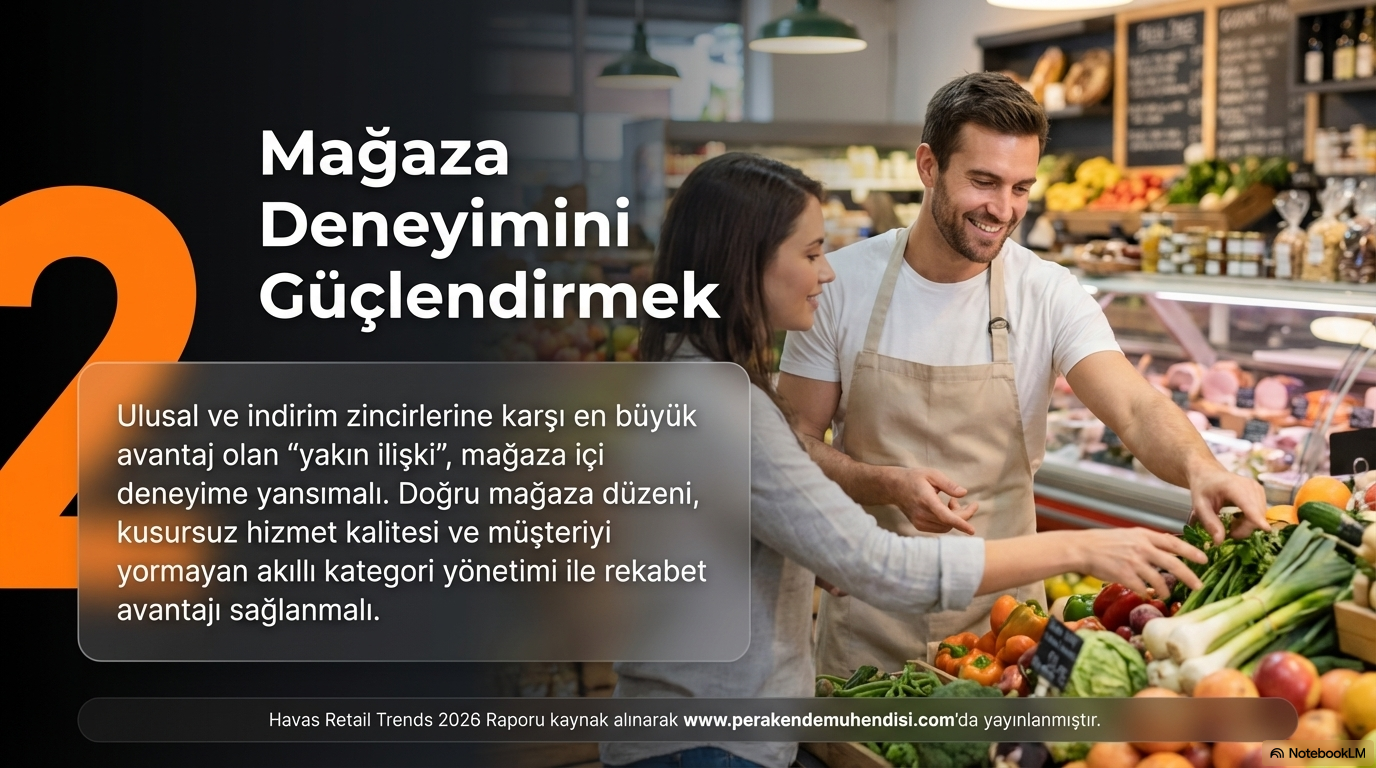 2
Mağaza
Deneyimini
Güçlendirmek
Ulusal ve indirim zincirlerine karşı en büyük
avantaj olan “yakın ilişki”, mağaza içi
deneyime yansımalı. Doğru mağaza düzeni,
kusursuz hizmet kalitesi ve müşteriyi
yormayan akıllı kategori yönetimi ile rekabet
avantajı sağlanmalı.
Havas Retail Trends 2026 Raporu kaynak alınarak www.perakendemuhendisi.com'da yayınlanmıştır.
NotebookLM